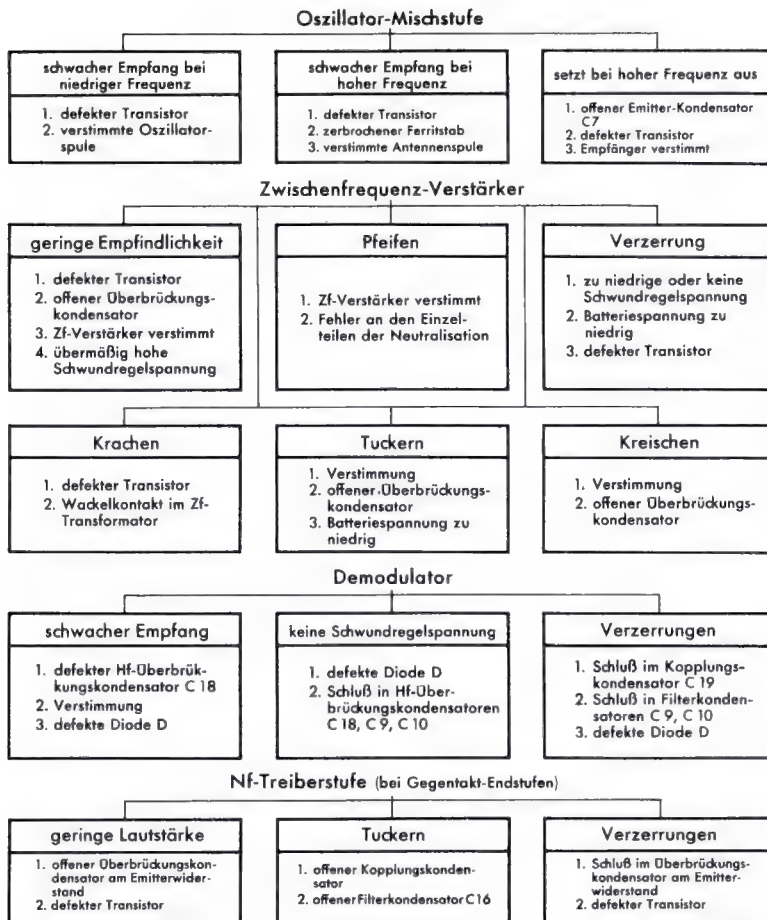 Oszillator-Mischstufe
schwacher Empfang bei
niedriger Frequenz
1. defekter Transistor
2. verstimmte Oszillator-
spule
schwacher Empfang bei
hoher Frequenz
1. defekter Transistor
2. zerbrochener Ferritstab
3. verstimmte Antennenspule
setzt bei hoher Frequenz aus
1. offener Emitter-Kondensator
C7
2. defekter Transistor
3. Empfänger verstimmt
Zwischenfrequenz-Verstärker
geringe Empfindlichkeit
1. defekter Transistor
2. offener Überbrückungs-
kondensator
3. Zf-Verstärker verstimmt
4. übermäßig hohe
Schwundregelspannung
Pfeifen
1. Zf-Verstärker verstimmt
2. Fehler an den Einzel-
teilen der Neutralisation
Verzerrung
1. zu niedrige oder keine
Schwundregelspannung
2. Batteriespannung zu
niedrig
3. defekter Transistor
Krachen
1. defekter Transistor
2. Wackelkontakt im Zf-
Transformator
Tuckern
1. Verstimmung
2. offener Überbrückungs-
kondensator
3. Batteriespannung zu
niedrig
Kreischen
1. Verstimmung
2. offener Überbrückungs-
kondensator
Demodulator
schwacher Empfang
1. defekter Hf-Überbrük-
kungskondensator C 18
2. Verstimmung
3. defekte Diode D
keine Schwundregelspannung
1. defekte Diode D
2. Schluß in Hf-Über-
brückungskondensatoren
C 18, C 9, C 10
Verzerrungen
1. Schluß im Kopplungs-
kondensator C 19
2. Schluß in Filterkonden-
satoren C 9, C 10
3. defekte Diode D
Nf-Treiberstufe (bei Gegentakt-Endstufen)
geringe Lautstärke
1. offener Überbrückungskon-
densator am Emitterwider-
stand
2. defekter Transistor
Tuckern
1. offener Kopplungskonden-
sator
2. offener Filterkondensator C 16
Verzerrungen
1. Schluß im Überbrückungs-
kondensator am Emitter-
widerstand
2. defekter Transistor